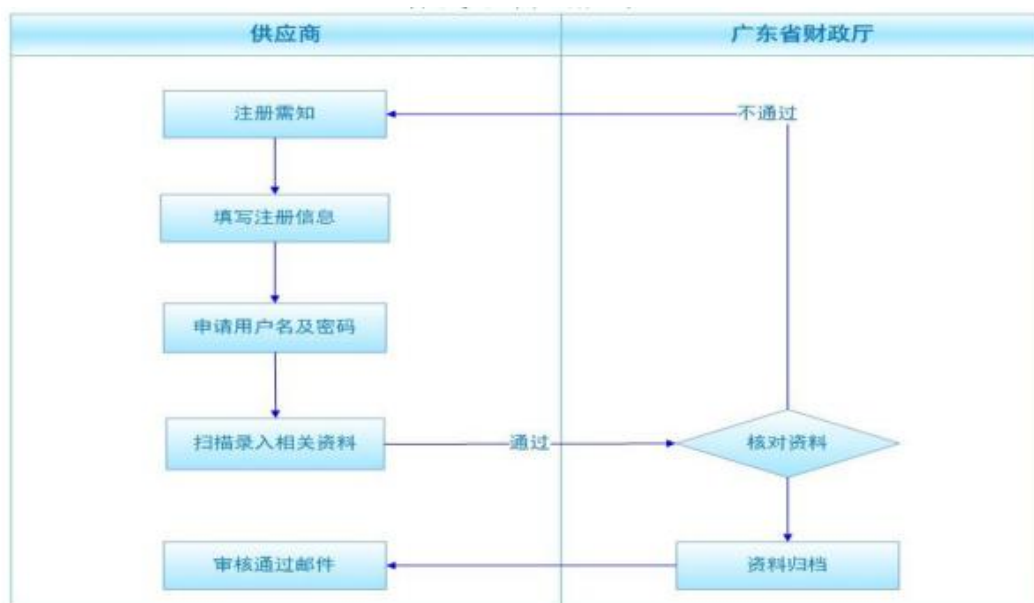 供应商
广东省财政厅
注册需知
不通过
填写注册信息
申请用户名及密码
扫描录入相关资料
通过
核对资料
审核通过邮件
资料归档